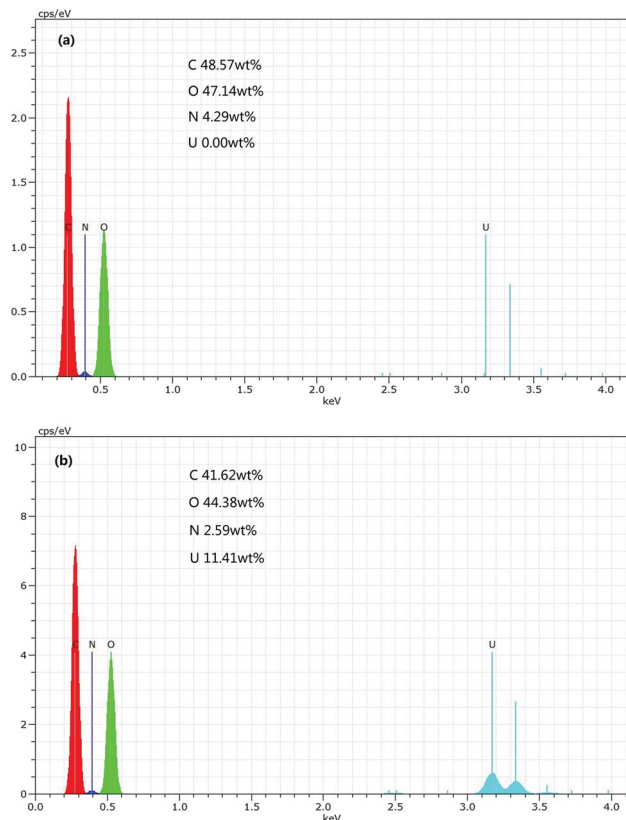 cps/eV
(a)
C 48.57wt%
O 47.14wt%
N 4.29wt%
U 0.00wt%
2.5
2.0
1.5
1.0
0.5
0.0
C N O
U
0.5 1.0 1.5 2.0 2.5 3.0 3.5 4.0
keV
cps/eV
(b)
C 41.62wt%
O 44.38wt%
N 2.59wt%
U 11.41wt%
10
8
6
4
2
0
C N O
U
0.0 0.5 1.0 1.5 2.0 2.5 3.0 3.5 4.0
keV